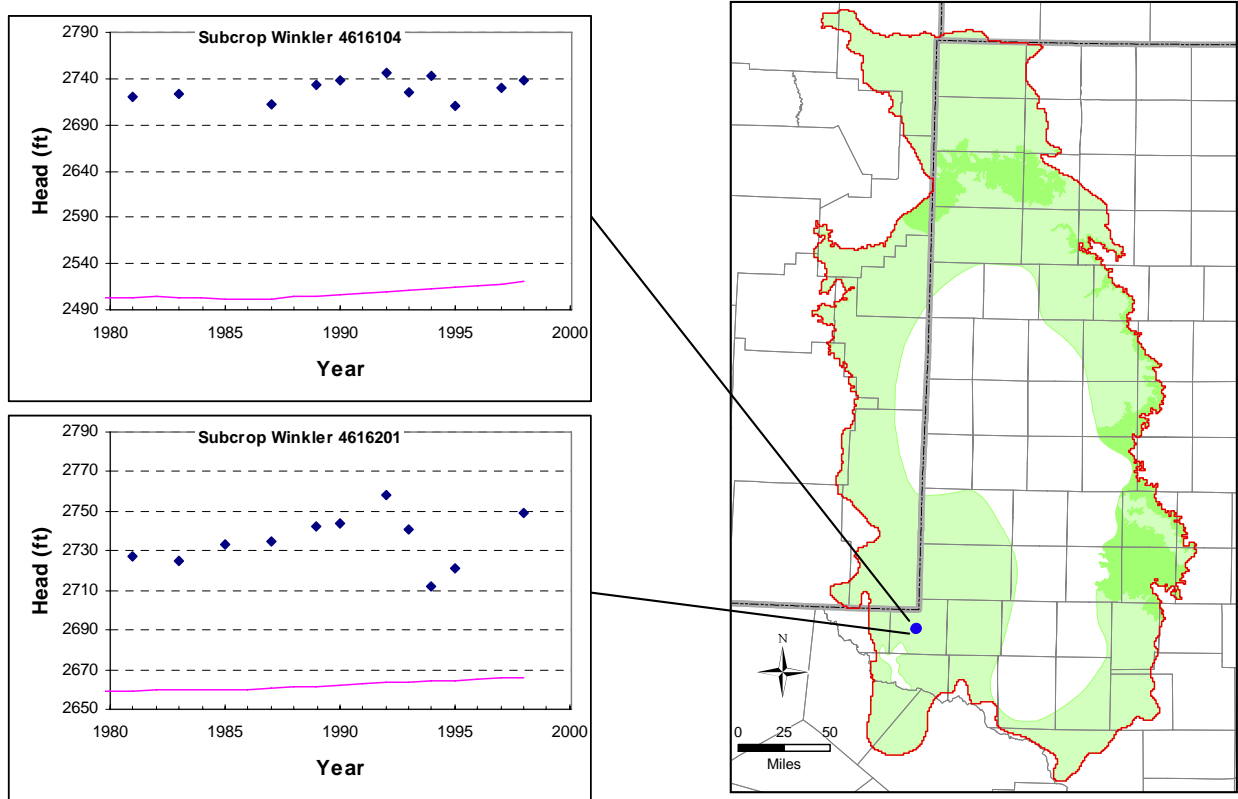 Subcrop Winkler 4616104
Head (ft)
2790
2740
2690
2640
2590
2540
2490
1980 1985 1990 1995 2000
Year
Subcrop Winkler 4616201
Head (ft)
2790
2770
2750
2730
2710
2690
2670
2650
1980 1985 1990 1995 2000
Year
N
0 25 50
Miles